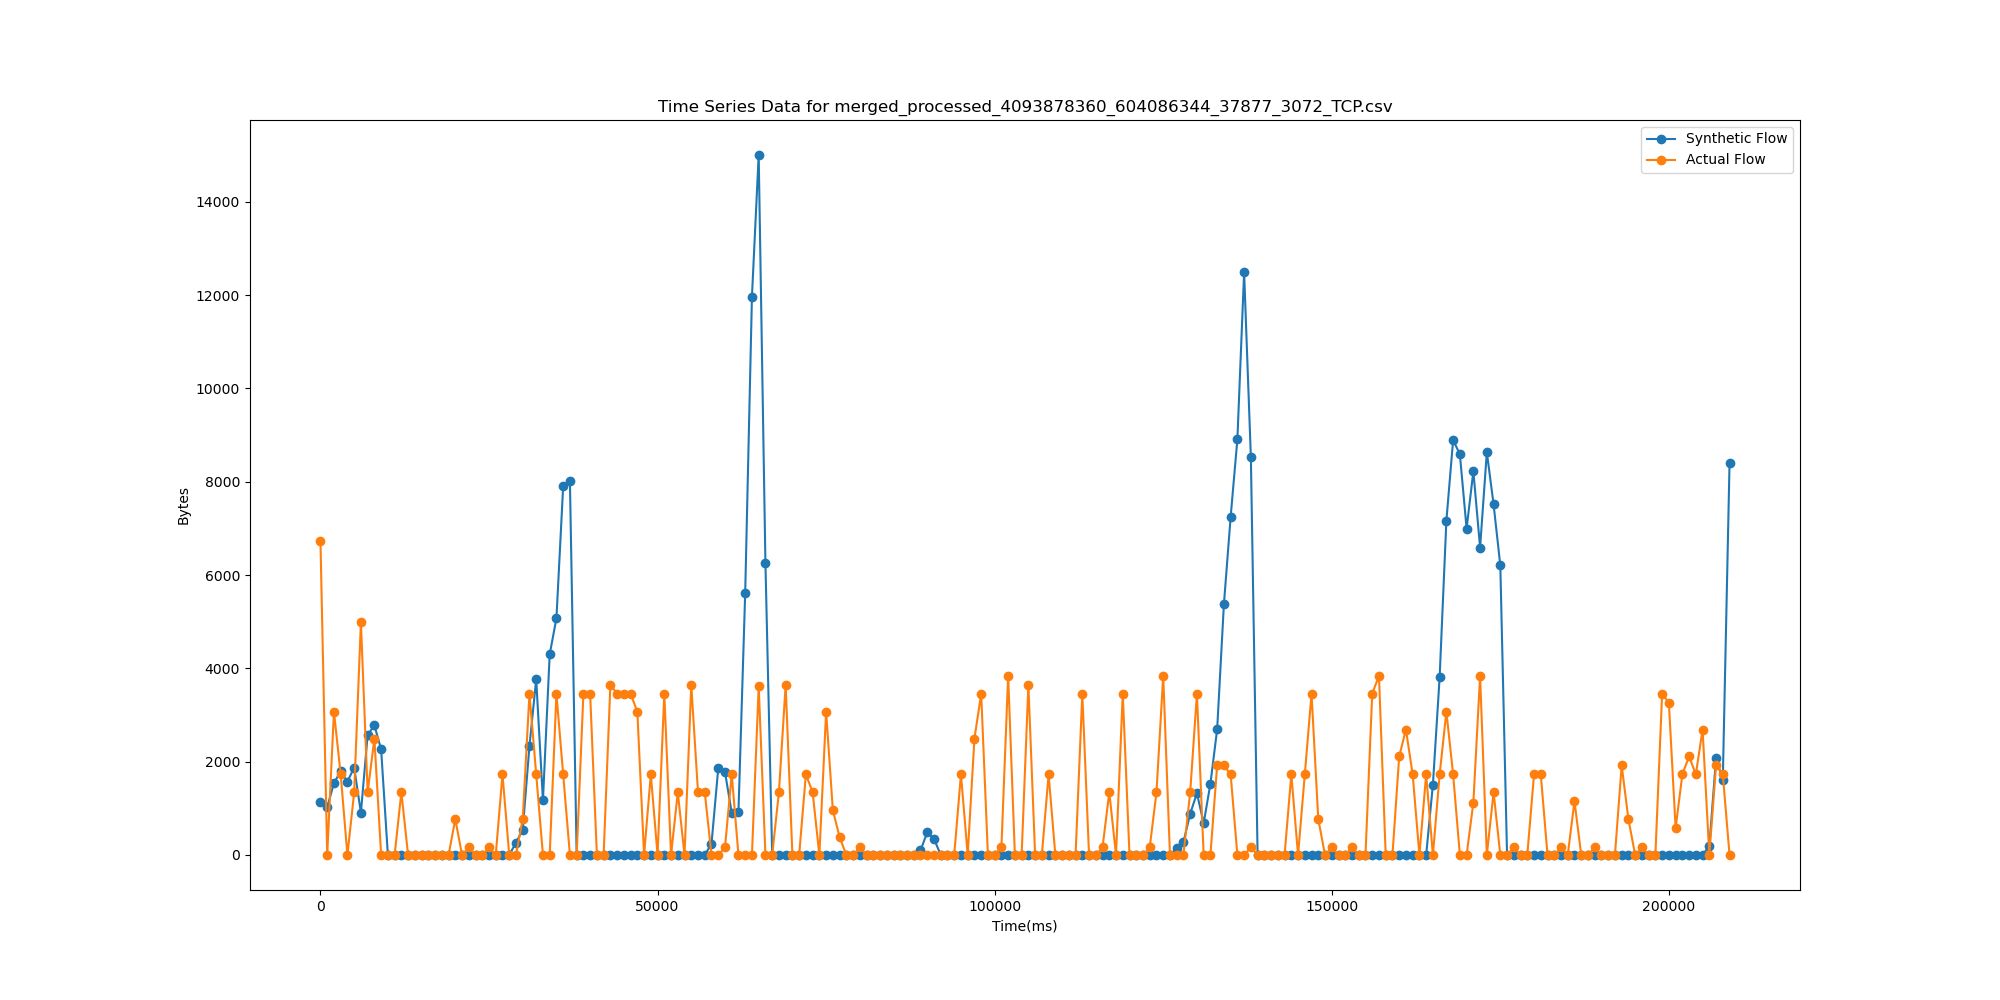 Time Series Data for merged_processed_4093878360_604086344_37877_3072_TCP.csv
Synthetic Flow
Actual Flow
14000
12000
10000
8000
6000
4000
2000
0
Bytes
0 50000 100000 150000 200000
Time(ms)